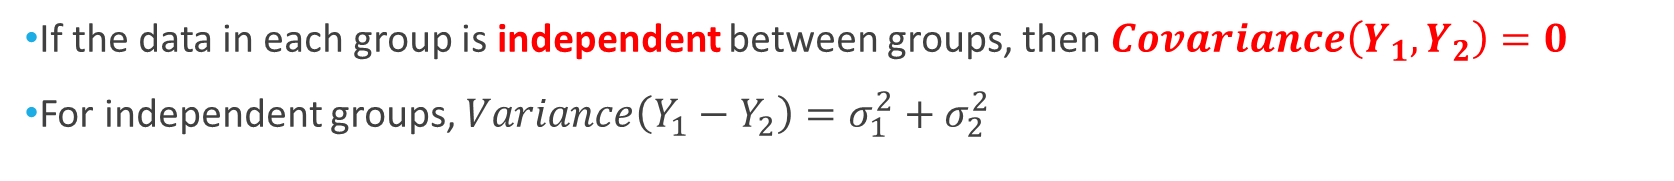 •If the data in each group is independent between groups, then Covariance(Y₁, Y₂) = 0
•For independent groups, Variance(Y₁ − Y₂) = σ₁² + σ₂²